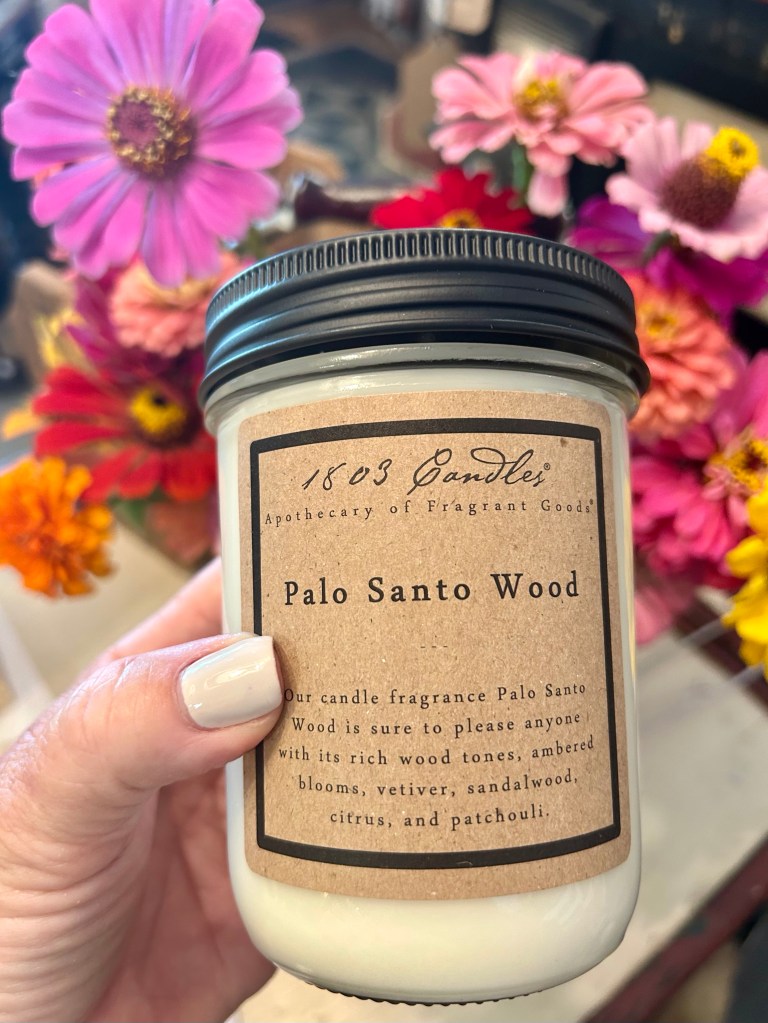 1803 Candles®
Apothecary of Fragrant Goods®
Palo Santo Wood
---
Our candle fragrance Palo Santo
Wood is sure to please anyone
with its rich wood tones, ambered
blooms, vetiver, sandalwood,
citrus, and patchouli.